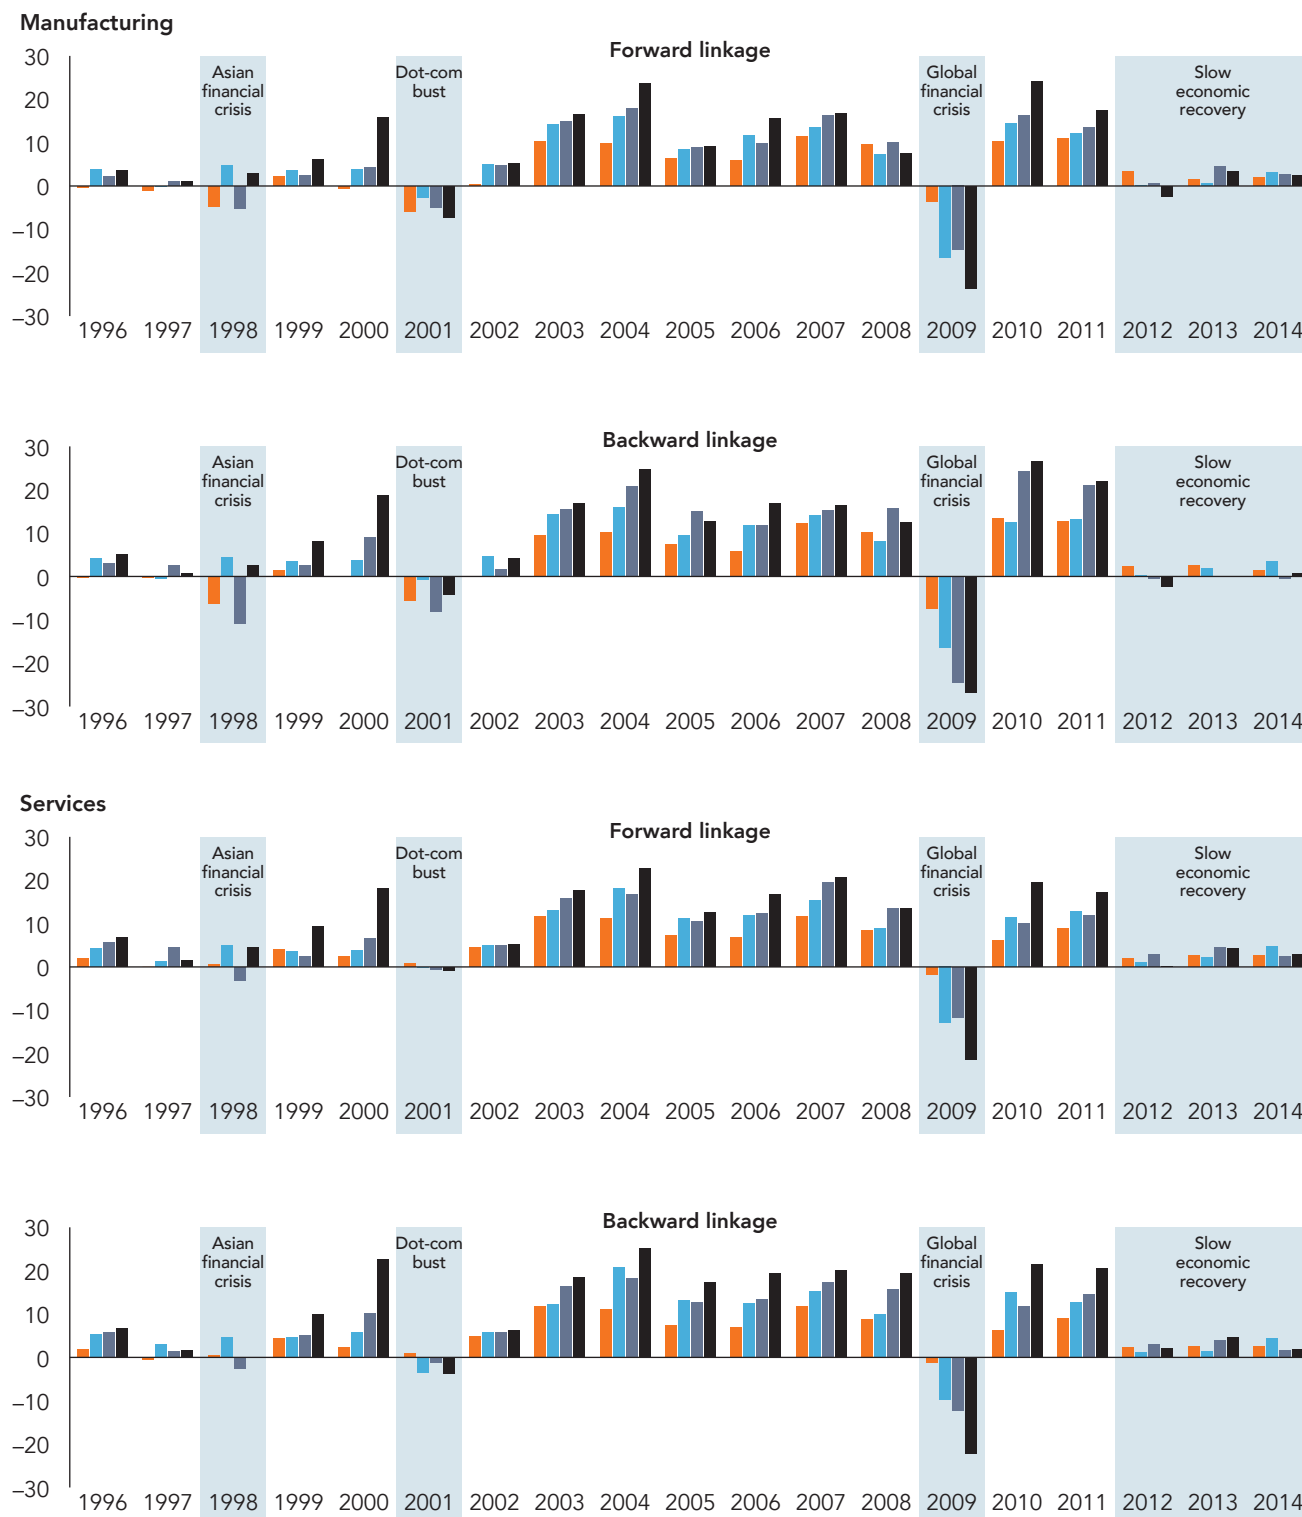 Manufacturing
Forward linkage
30
20
10
0
–10
–20
–30
Asian
financial
crisis
Dot-com
bust
Global
financial
crisis
Slow
economic
recovery
1996 1997 1998 1999 2000 2001 2002 2003 2004 2005 2006 2007 2008 2009 2010 2011 2012 2013 2014
Backward linkage
30
20
10
0
–10
–20
–30
Asian
financial
crisis
Dot-com
bust
Global
financial
crisis
Slow
economic
recovery
1996 1997 1998 1999 2000 2001 2002 2003 2004 2005 2006 2007 2008 2009 2010 2011 2012 2013 2014
Services
Forward linkage
30
20
10
0
–10
–20
–30
Asian
financial
crisis
Dot-com
bust
Global
financial
crisis
Slow
economic
recovery
1996 1997 1998 1999 2000 2001 2002 2003 2004 2005 2006 2007 2008 2009 2010 2011 2012 2013 2014
Backward linkage
30
20
10
0
–10
–20
–30
Asian
financial
crisis
Dot-com
bust
Global
financial
crisis
Slow
economic
recovery
1996 1997 1998 1999 2000 2001 2002 2003 2004 2005 2006 2007 2008 2009 2010 2011 2012 2013 2014